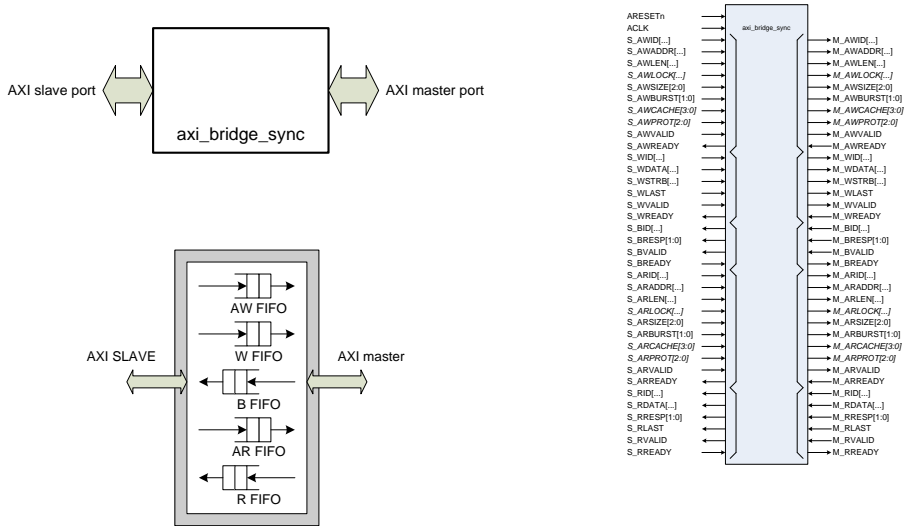 AXI slave port
axi_bridge_sync
AXI master port
AXI SLAVE
AW FIFO
W FIFO
B FIFO
AR FIFO
R FIFO
AXI master
axi_bridge_sync
ARESETn
ACLK
S_AWID[...] M_AWID[...]
S_AWADDR[...] M_AWADDR[...]
S_AWLEN[...] M_AWLEN[...]
S_AWLOCK[...] M_AWLOCK[...]
S_AWSIZE[2:0] M_AWSIZE[2:0]
S_AWBURST[1:0] M_AWBURST[1:0]
S_AWCACHE[3:0] M_AWCACHE[3:0]
S_AWPROT[2:0] M_AWPROT[2:0]
S_AWVALID M_AWVALID
S_AWREADY M_AWREADY
S_WID[...] M_WID[...]
S_WDATA[...] M_WDATA[...]
S_WSTRB[...] M_WSTRB[...]
S_WLAST M_WLAST
S_WVALID M_WVALID
S_WREADY M_WREADY
S_BID[...] M_BID[...]
S_BRESP[1:0] M_BRESP[1:0]
S_BVALID M_BVALID
S_BREADY M_BREADY
S_ARID[...] M_ARID[...]
S_ARADDR[...] M_ARADDR[...]
S_ARLEN[...] M_ARLEN[...]
S_ARLOCK[...] M_ARLOCK[...]
S_ARSIZE[2:0] M_ARSIZE[2:0]
S_ARBURST[1:0] M_ARBURST[1:0]
S_ARCACHE[3:0] M_ARCACHE[3:0]
S_ARPROT[2:0] M_ARPROT[2:0]
S_ARVALID M_ARVALID
S_ARREADY M_ARREADY
S_RID[...] M_RID[...]
S_RDATA[...] M_RDATA[...]
S_RRESP[1:0] M_RRESP[1:0]
S_RLAST M_RLAST
S_RVALID M_RVALID
S_RREADY M_RREADY